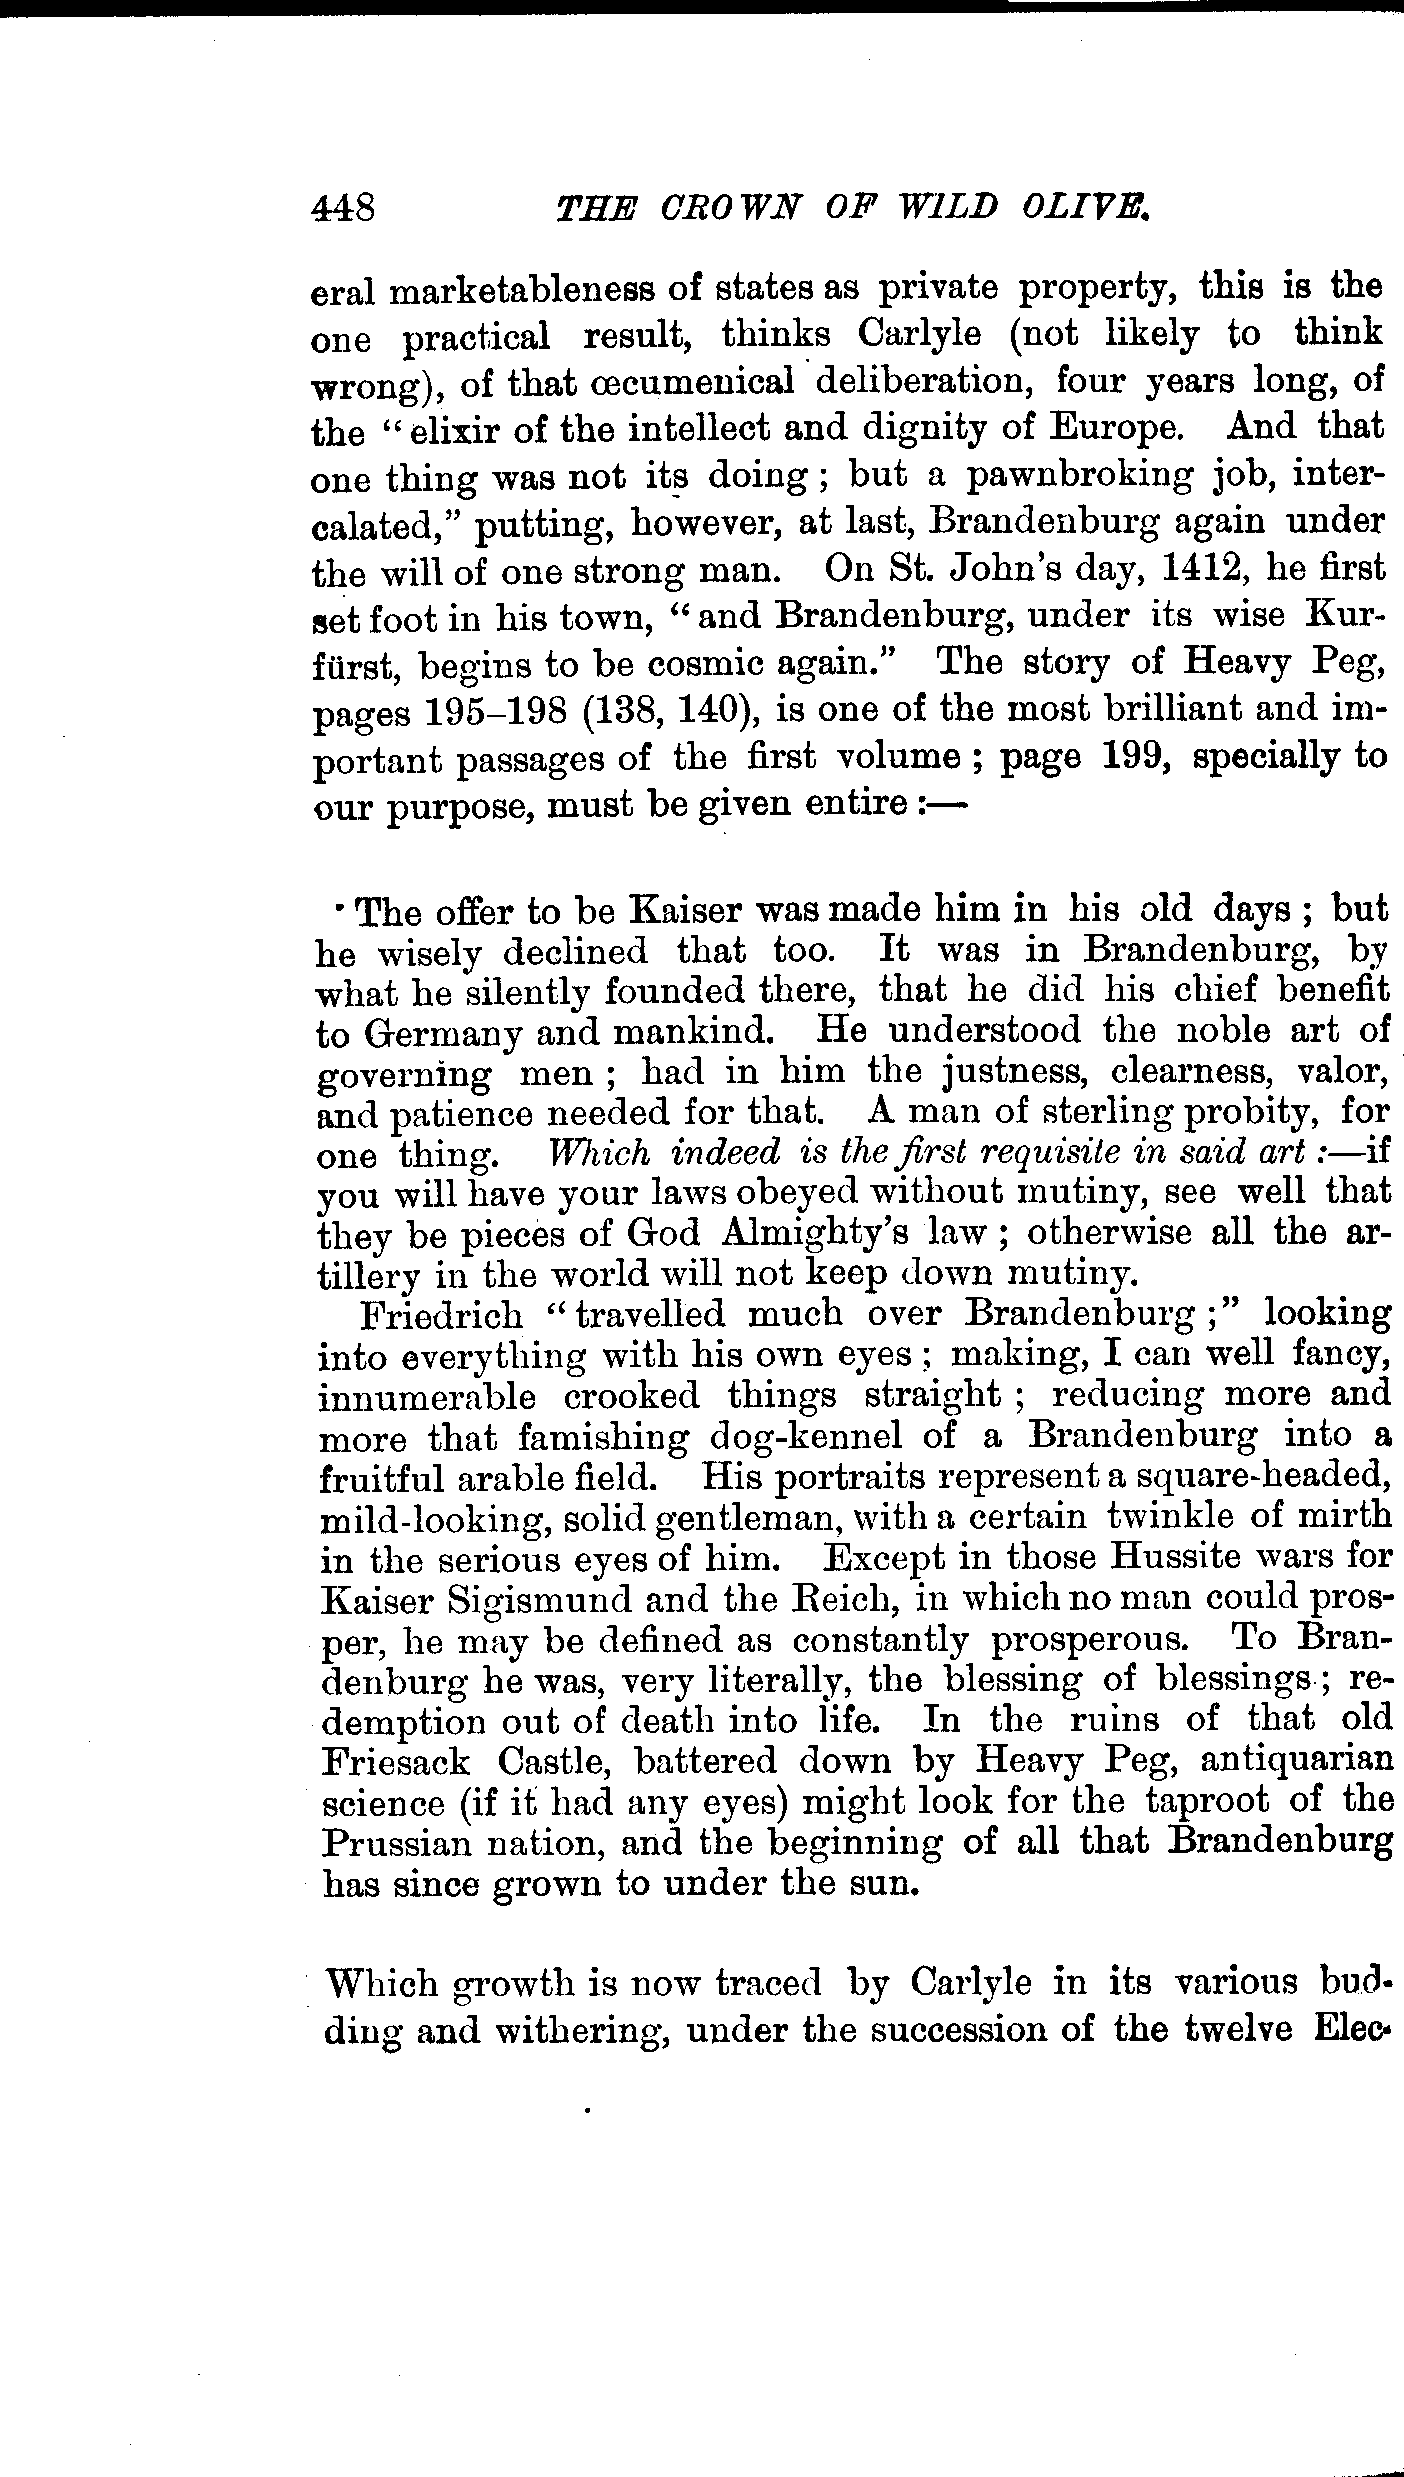 448 THE CROWN OF WILD OLIVE.
eral marketableness of states as private property, this is the
one practical result, thinks Carlyle (not likely to think
wrong), of that œcumenical deliberation, four years long, of
the “elixir of the intellect and dignity of Europe. And that
one thing was not its doing; but a pawnbroking job, inter-
calated,” putting, however, at last, Brandenburg again under
the will of one strong man. On St. John's day, 1412, he first
set foot in his town, “and Brandenburg, under its wise Kur-
fürst, begins to be cosmic again.” The story of Heavy Peg,
pages 195–198 (138, 140), is one of the most brilliant and im-
portant passages of the first volume; page 199, specially to
our purpose, must be given entire:—
The offer to be Kaiser was made him in his old days; but
he wisely declined that too. It was in Brandenburg, by
what he silently founded there, that he did his chief benefit
to Germany and mankind. He understood the noble art of
governing men; had in him the justness, clearness, valor,
and patience needed for that. A man of sterling probity, for
one thing. Which indeed is the first requisite in said art:—if
you will have your laws obeyed without mutiny, see well that
they be pieces of God Almighty's law; otherwise all the ar-
tillery in the world will not keep down mutiny.
Friedrich “travelled much over Brandenburg;” looking
into everything with his own eyes; making, I can well fancy,
innumerable crooked things straight; reducing more and
more that famishing dog-kennel of a Brandenburg into a
fruitful arable field. His portraits represent a square-headed,
mild-looking, solid gentleman, with a certain twinkle of mirth
in the serious eyes of him. Except in those Hussite wars for
Kaiser Sigismund and the Reich, in which no man could pros-
per, he may be defined as constantly prosperous. To Bran-
denburg he was, very literally, the blessing of blessings; re-
demption out of death into life. In the ruins of that old
Friesack Castle, battered down by Heavy Peg, antiquarian
science (if it had any eyes) might look for the taproot of the
Prussian nation, and the beginning of all that Brandenburg
has since grown to under the sun.
Which growth is now traced by Carlyle in its various bud-
ding and withering, under the succession of the twelve Elec-